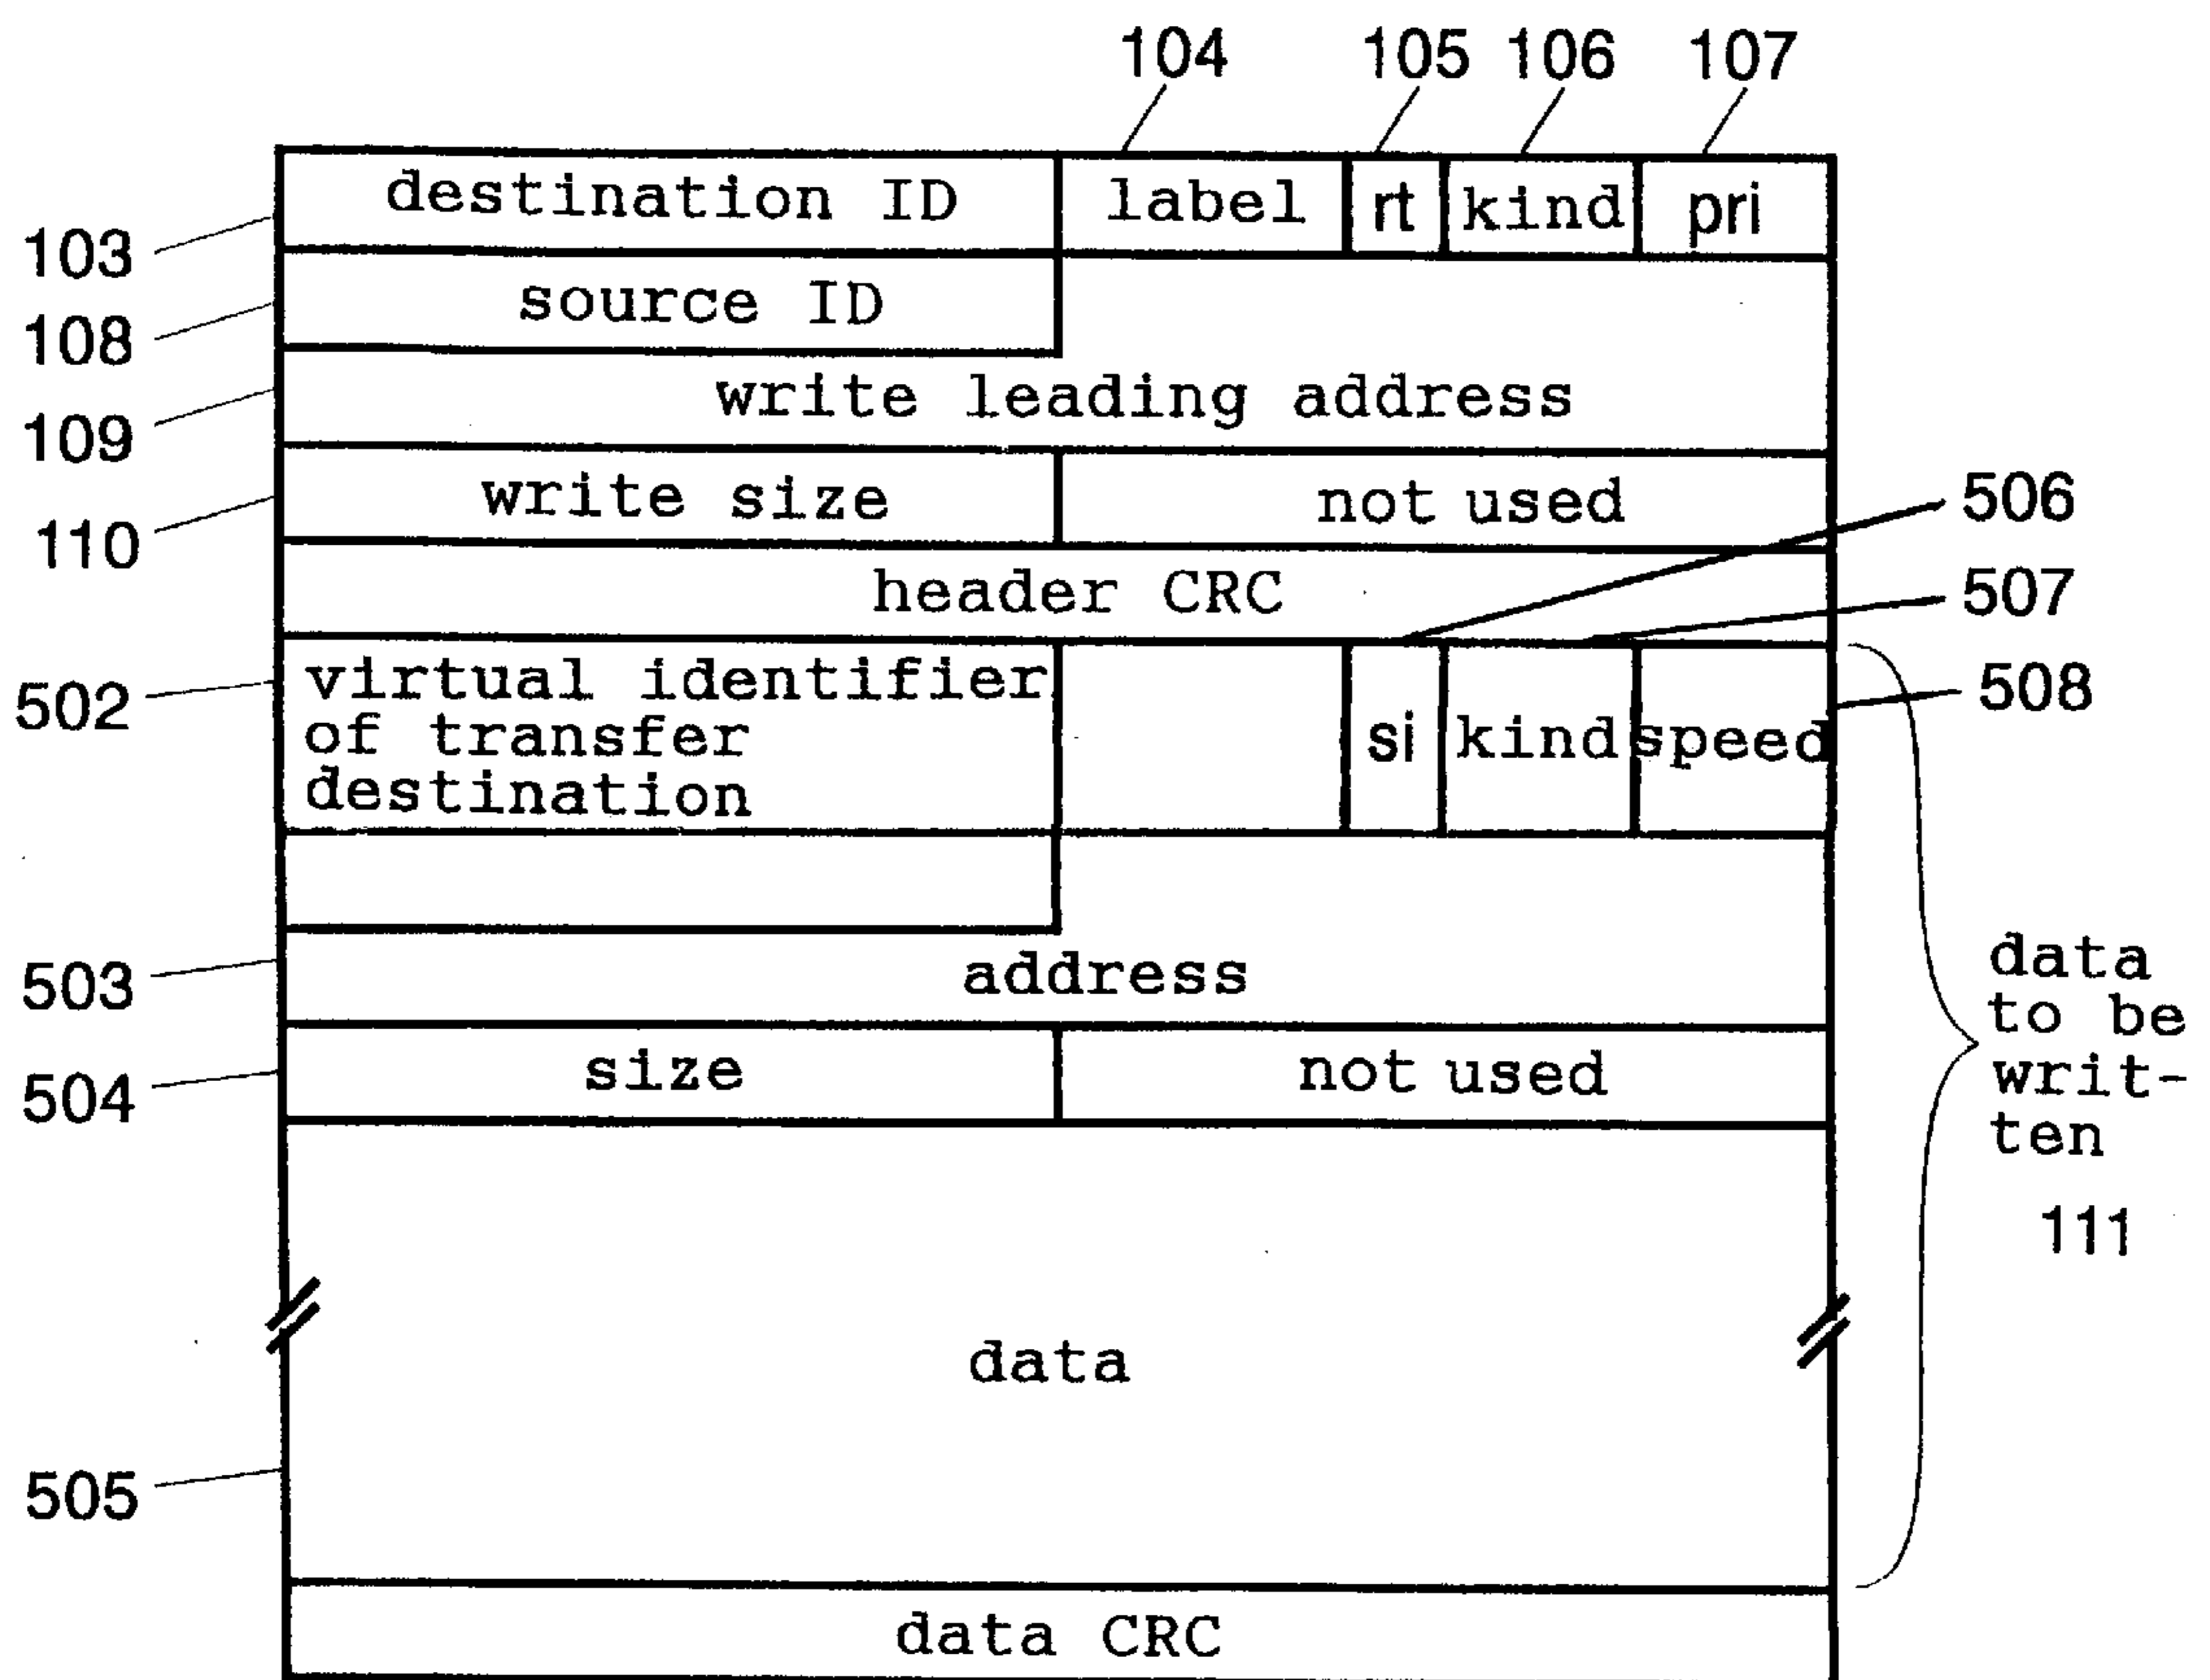 104 105 106 107
destination ID label rt kind pri
103
source ID
108
write leading address
109
write size not used
506
110
header CRC
507
virtual identifier
of transfer
destination
si kind speed
502
508
address
503
data
to be
writ-
ten
111
size not used
504
data
505
data CRC